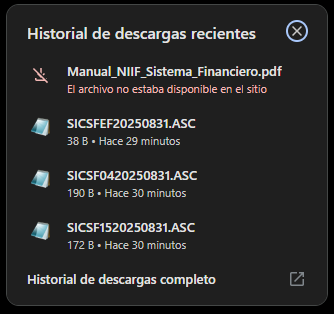 Historial de descargas recientes
Manual_NIIF_Sistema_Financiero.pdf
El archivo no estaba disponible en el sitio
SICSFEF20250831.ASC
38 B • Hace 29 minutos
SICSF0420250831.ASC
190 B • Hace 30 minutos
SICSF1520250831.ASC
172 B • Hace 30 minutos
Historial de descargas completo